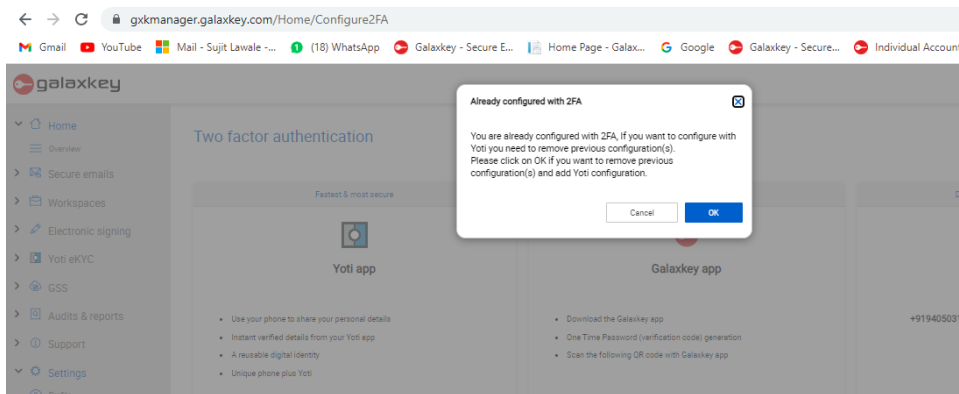 gxkmanager.galaxkey.com/Home/Configure2FA
Gmail YouTube Mail - Sujit Lawale -... (18) WhatsApp Galaxkey - Secure E... Home Page - Galax... Google Galaxkey - Secure... Individual Account
galaxkey
Home
Overview
Secure emails
Workspaces
Electronic signing
Yoti eKYC
GSS
Audits & reports
Support
Settings
Two factor authentication
Already configured with 2FA
You are already configured with 2FA, If you want to configure with
Yoti you need to remove previous configuration(s).
Please click on OK if you want to remove previous
configuration(s) and add Yoti configuration.
Cancel OK
Fastest & most secure
Yoti app
Use your phone to share your personal details
Instant verified details from your Yoti app
A reusable digital identity
Unique phone plus Yoti
Galaxkey app
Download the Galaxkey app
One Time Password (verification code) generation
Scan the following QR code with Galaxkey app
+919405031